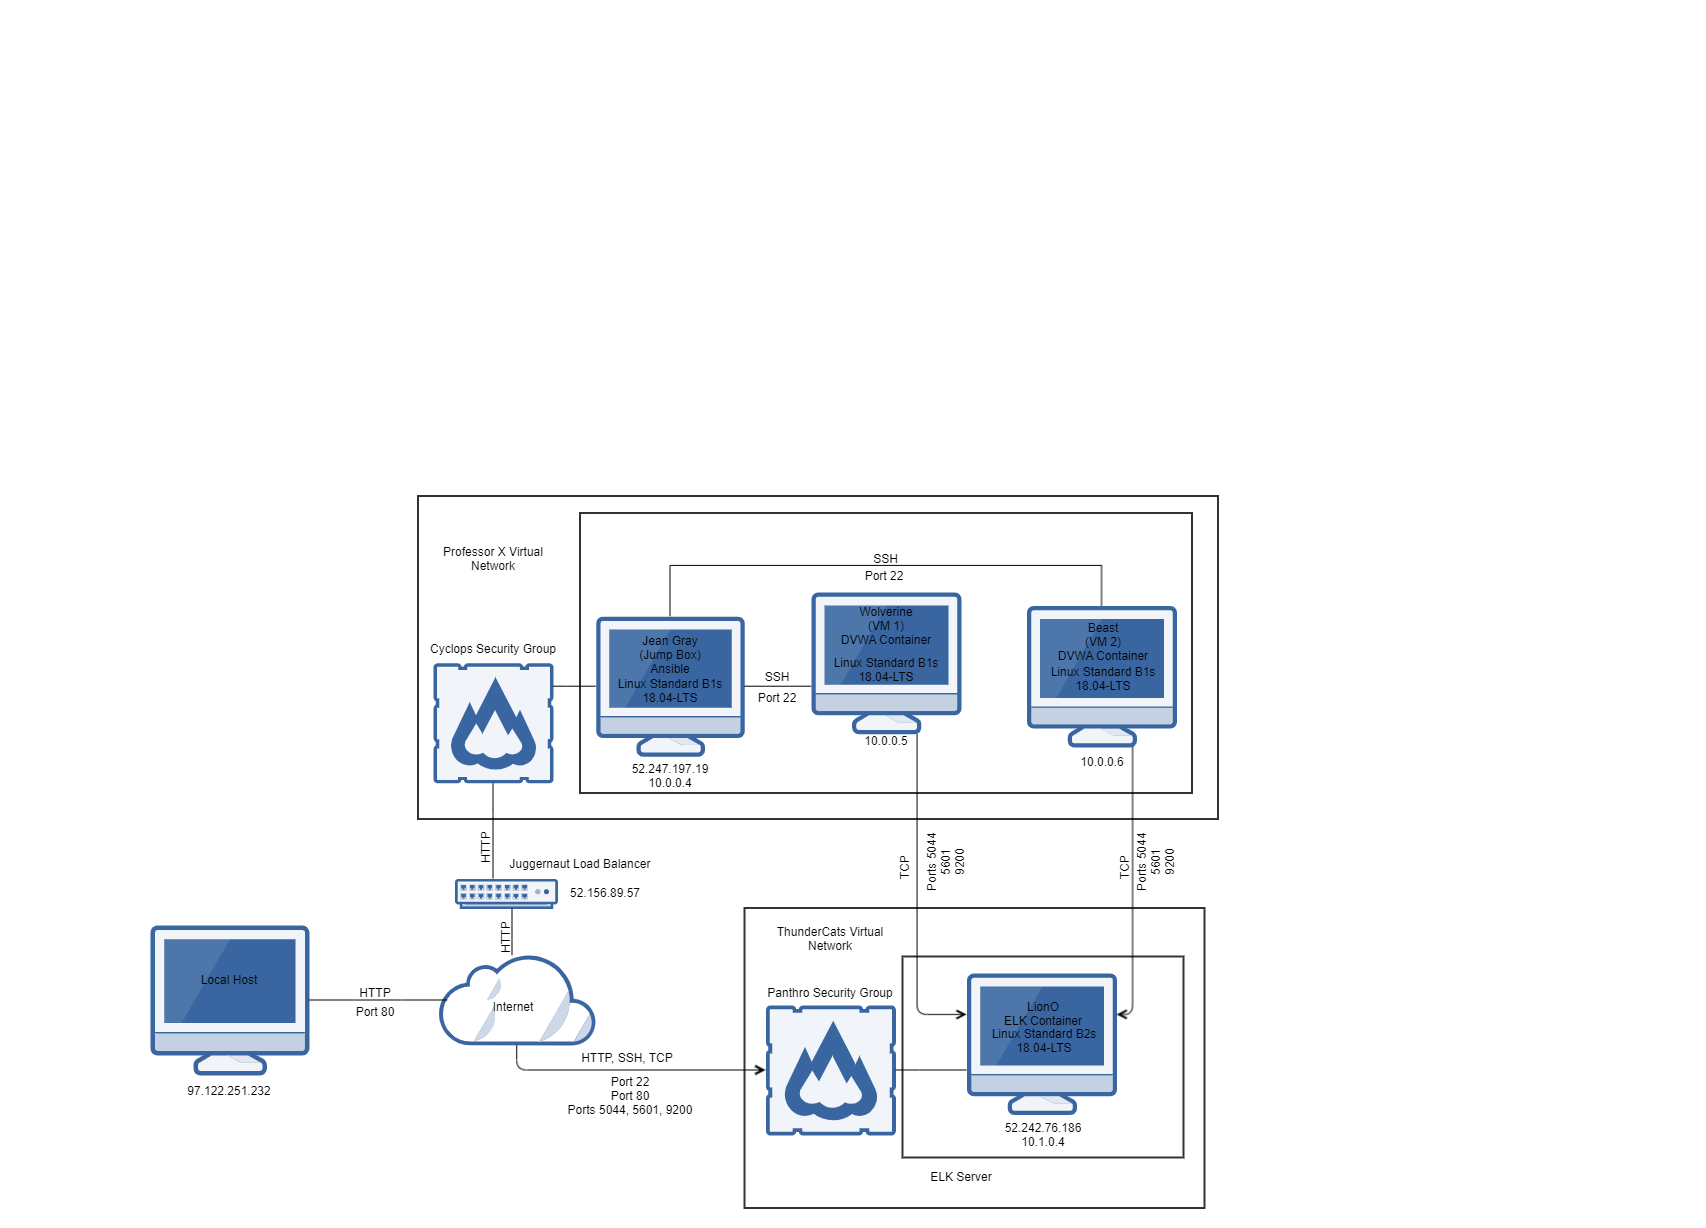 Professor X Virtual
Network
SSH
Port 22
Cyclops Security Group
Jean Gray
(Jump Box)
Ansible
Linux Standard B1s
18.04-LTS
52.247.197.19
10.0.0.4
SSH
Port 22
Wolverine
(VM 1)
DVWA Container
Linux Standard B1s
18.04-LTS
10.0.0.5
Beast
(VM 2)
DVWA Container
Linux Standard B1s
18.04-LTS
10.0.0.6
HTTP
Juggernaut Load Balancer
52.156.89.57
HTTP
TCP
Ports 5044
5601
9200
TCP
Ports 5044
5601
9200
Local Host
97.122.251.232
HTTP
Port 80
Internet
HTTP, SSH, TCP
Port 22
Port 80
Ports 5044, 5601, 9200
ThunderCats Virtual
Network
Panthro Security Group
LionO
ELK Container
Linux Standard B2s
18.04-LTS
52.242.76.186
10.1.0.4
ELK Server